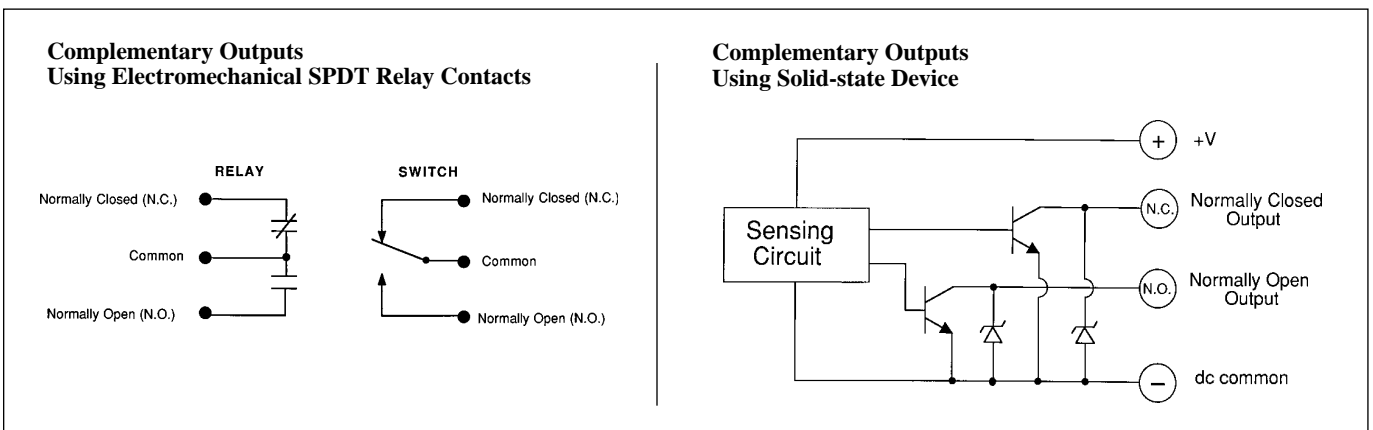 Complementary Outputs
Using Electromechanical SPDT Relay Contacts
RELAY
SWITCH
Normally Closed (N.C.)
Common
Normally Open (N.O.)
Normally Closed (N.C.)
Common
Normally Open (N.O.)
Complementary Outputs
Using Solid-state Device
Sensing
Circuit
+
+V
N.C.
Normally Closed
Output
N.O.
Normally Open
Output
−
dc common